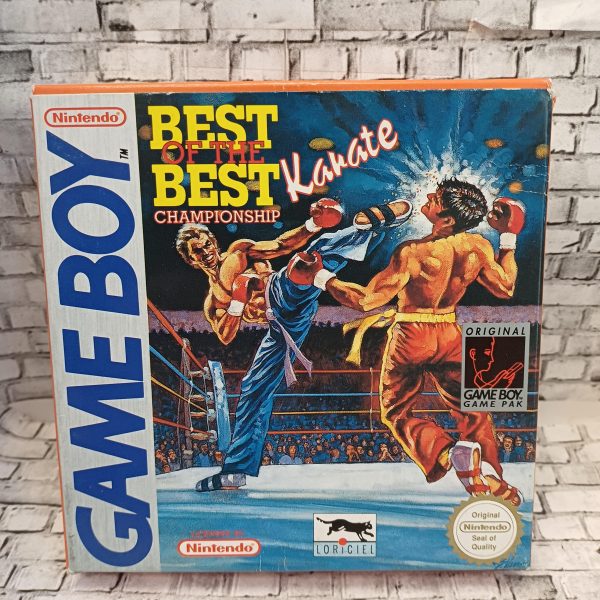 Nintendo
GAME BOY
TM
BEST
OF THE
BEST
CHAMPIONSHIP
Karate
ORIGINAL
GAME BOY
GAME PAK
Nintendo
LORICIEL
Original
Nintendo
Seal of
Quality